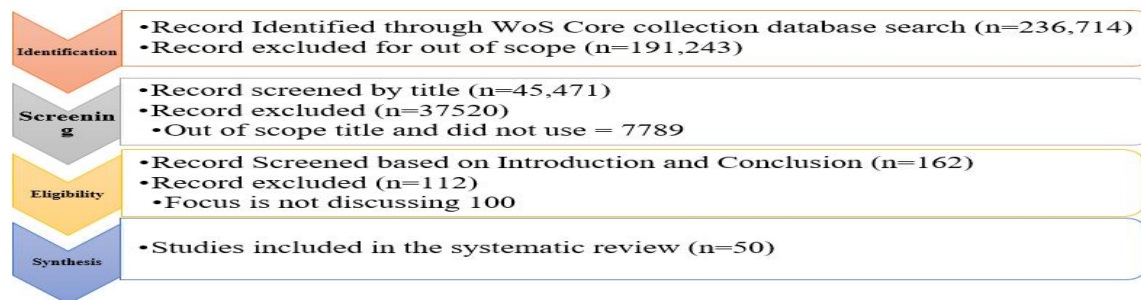 Identification
•Record Identified through WoS Core collection database search (n=236,714)
•Record excluded for out of scope (n=191,243)
Screenin
g
•Record screened by title (n=45,471)
•Record excluded (n=37520)
•Out of scope title and did not use = 7789
Eligibility
•Record Screened based on Introduction and Conclusion (n=162)
•Record excluded (n=112)
•Focus is not discussing 100
Synthesis
•Studies included in the systematic review (n=50)